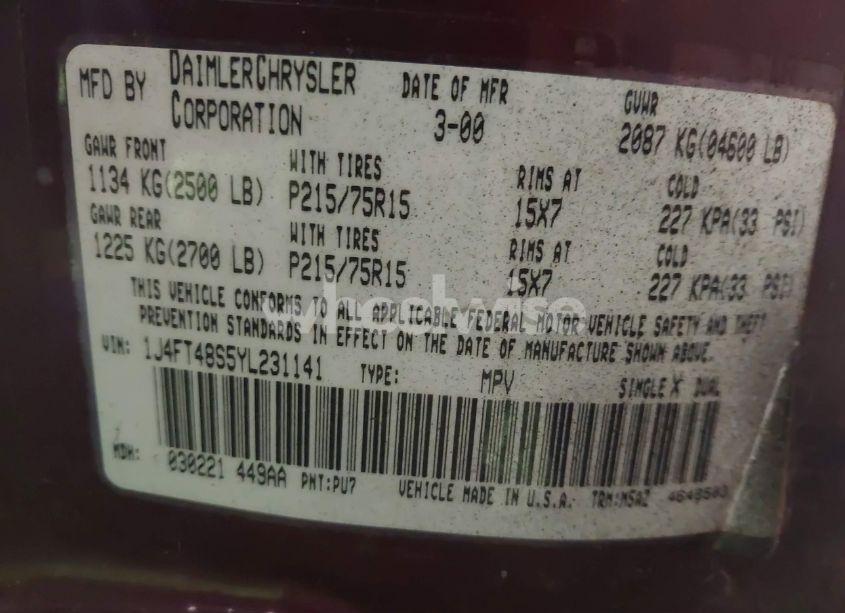 MFD BY DAIMLERCHRYSLER CORPORATION DATE OF MFR 3-00 GVWR 2087 KG(04600 LB)
GAWR FRONT WITH TIRES RIMS AT COLD
1134 KG(2500 LB) P215/75R15 15X7 227 KPA(33 PSI)
GAWR REAR WITH TIRES RIMS AT COLD
1225 KG(2700 LB) P215/75R15 15X7 227 KPA(33 PSI)
THIS VEHICLE CONFORMS TO ALL APPLICABLE FEDERAL MOTOR VEHICLE SAFETY AND THEFT
PREVENTION STANDARDS IN EFFECT ON THE DATE OF MANUFACTURE SHOWN ABOVE.
VIN: 1J4FT48S5YL231141 TYPE: MPV SINGLE X DUAL
MDH: 030221 449AA PNT:PU7 VEHICLE MADE IN U.S.A. TRM:M5AZ